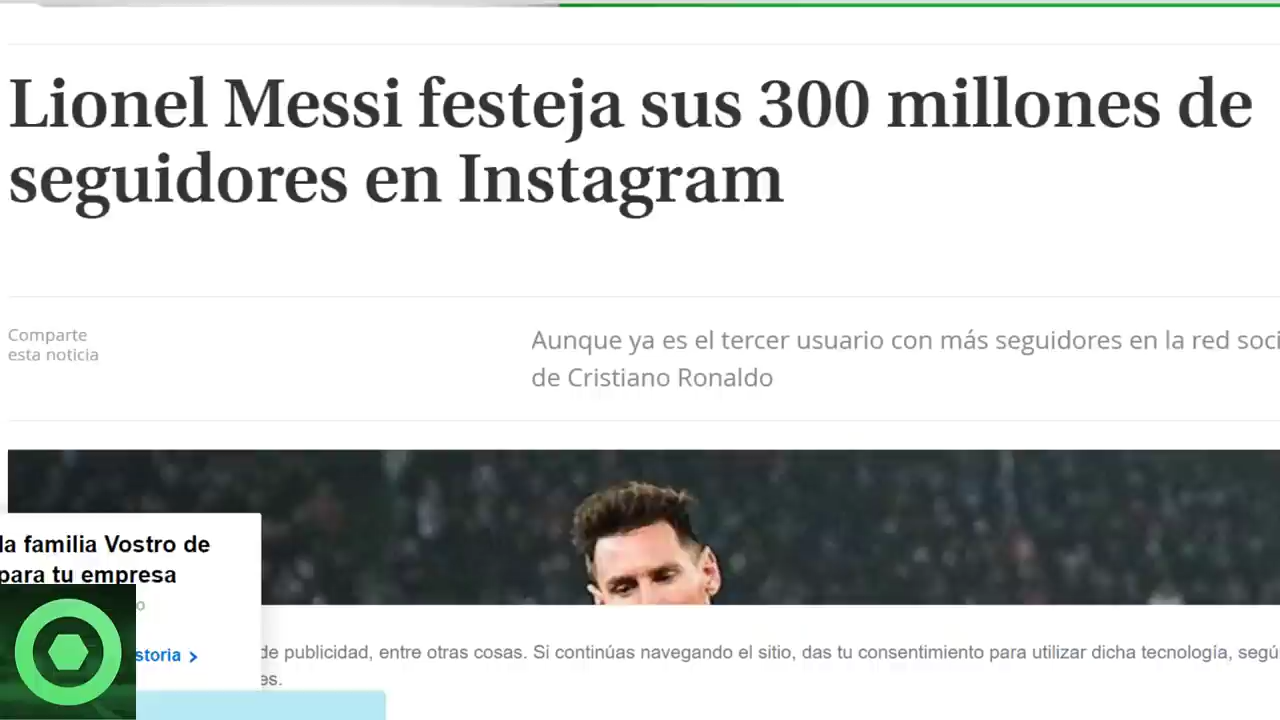 Lionel Messi festeja sus 300 millones de
seguidores en Instagram
Comparte
esta noticia
Aunque ya es el tercer usuario con más seguidores en la red soci
de Cristiano Ronaldo
la familia Vostro de
para tu empresa
o
storia
de publicidad, entre otras cosas. Si continúas navegando el sitio, das tu consentimiento para utilizar dicha tecnología, segú
es.